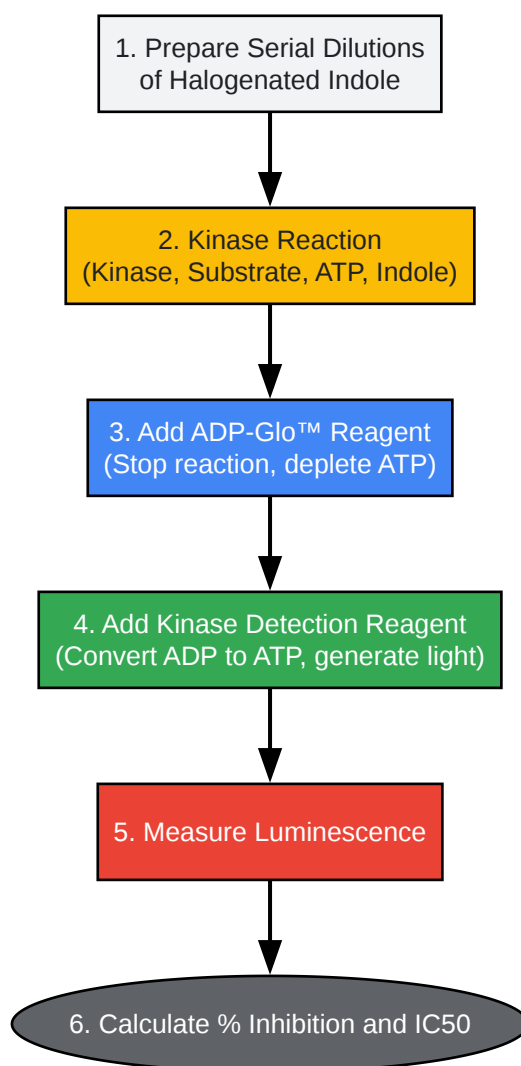 1. Prepare Serial Dilutions
of Halogenated Indole
2. Kinase Reaction
(Kinase, Substrate, ATP, Indole)
3. Add ADP-Glo™ Reagent
(Stop reaction, deplete ATP)
4. Add Kinase Detection Reagent
(Convert ADP to ATP, generate light)
5. Measure Luminescence
6. Calculate % Inhibition and IC50